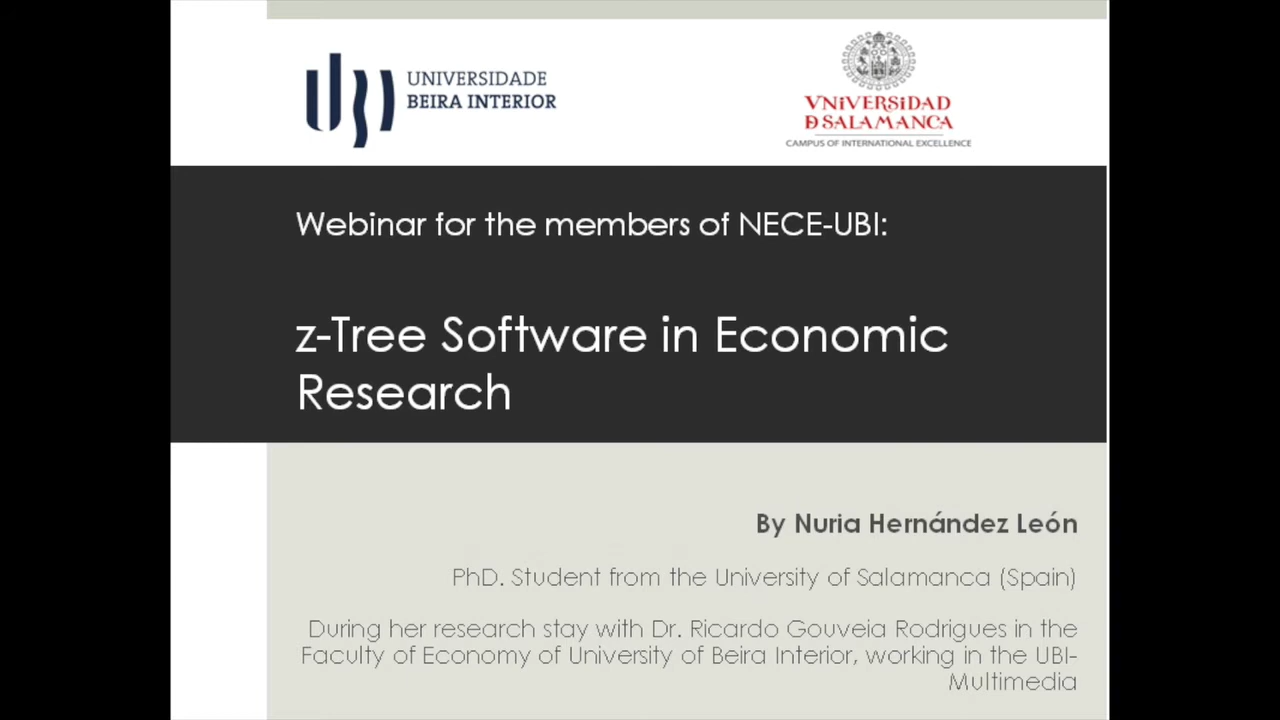 ubi
UNIVERSIDADE
BEIRA INTERIOR
VNiVERSiDAD
D SALAMANCA
CAMPUS OF INTERNATIONAL EXCELLENCE
Webinar for the members of NECE-UBI:
z-Tree Software in Economic
Research
By Nuria Hernández León
PhD. Student from the University of Salamanca (Spain)
During her research stay with Dr. Ricardo Gouveia Rodrigues in the
Faculty of Economy of University of Beira Interior, working in the UBI-
Multimedia